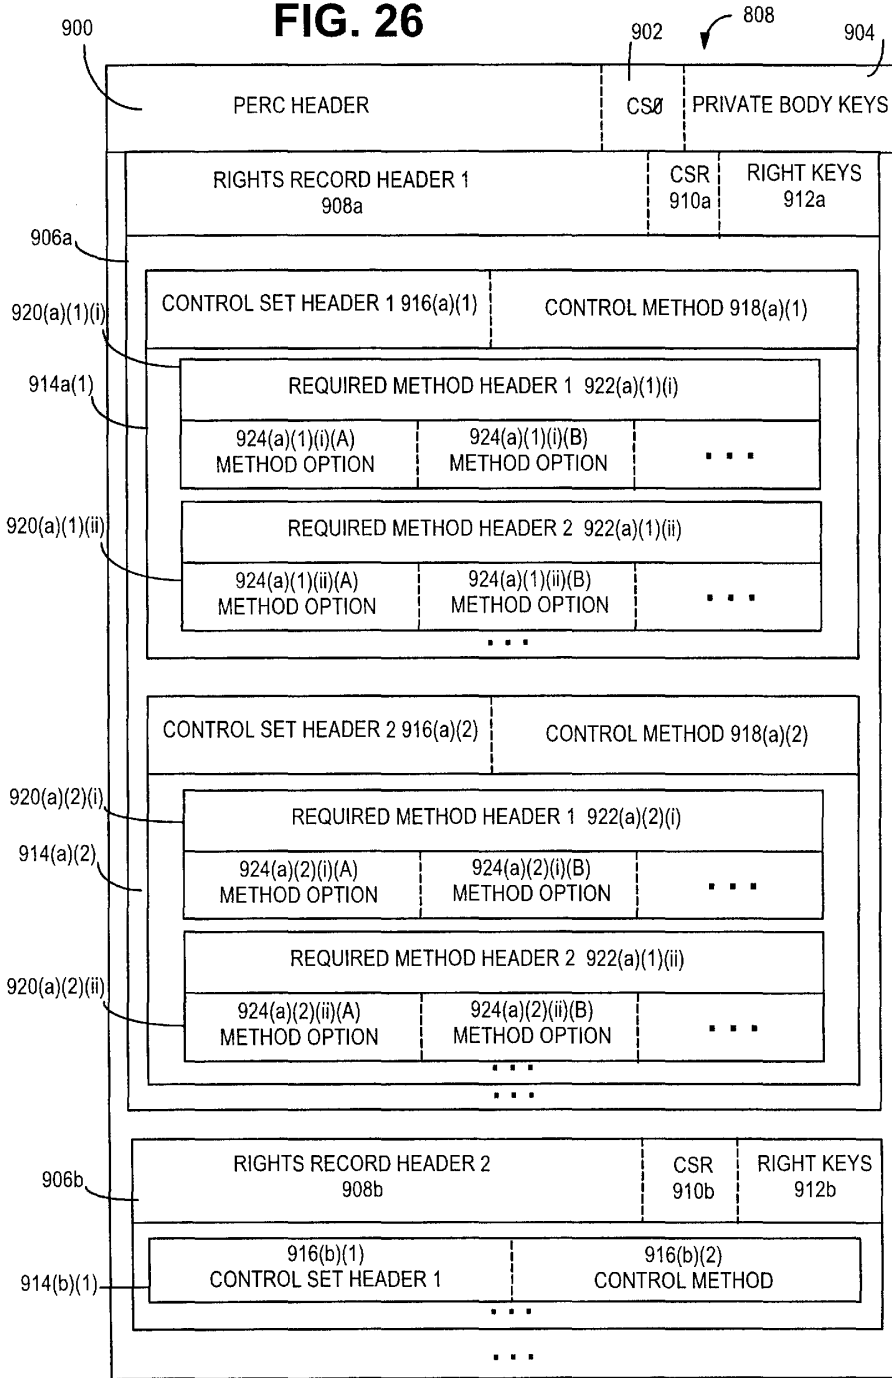 FIG. 26
900
902
808
904
PERC HEADER
CSØ
PRIVATE BODY KEYS
RIGHTS RECORD HEADER 1
908a
CSR
910a
RIGHT KEYS
912a
906a
CONTROL SET HEADER 1 916(a)(1)
CONTROL METHOD 918(a)(1)
920(a)(1)(i)
914a(1)
REQUIRED METHOD HEADER 1 922(a)(1)(i)
924(a)(1)(i)(A)
METHOD OPTION
924(a)(1)(i)(B)
METHOD OPTION
. . .
920(a)(1)(ii)
REQUIRED METHOD HEADER 2 922(a)(1)(ii)
924(a)(1)(ii)(A)
METHOD OPTION
924(a)(1)(ii)(B)
METHOD OPTION
. . .
. . .
CONTROL SET HEADER 2 916(a)(2)
CONTROL METHOD 918(a)(2)
920(a)(2)(i)
914(a)(2)
REQUIRED METHOD HEADER 1 922(a)(2)(i)
924(a)(2)(i)(A)
METHOD OPTION
924(a)(2)(i)(B)
METHOD OPTION
. . .
920(a)(2)(ii)
REQUIRED METHOD HEADER 2 922(a)(1)(ii)
924(a)(2)(ii)(A)
METHOD OPTION
924(a)(2)(ii)(B)
METHOD OPTION
. . .
. . .
. . .
906b
RIGHTS RECORD HEADER 2
908b
CSR
910b
RIGHT KEYS
912b
914(b)(1)
916(b)(1)
CONTROL SET HEADER 1
916(b)(2)
CONTROL METHOD
. . .
. . .